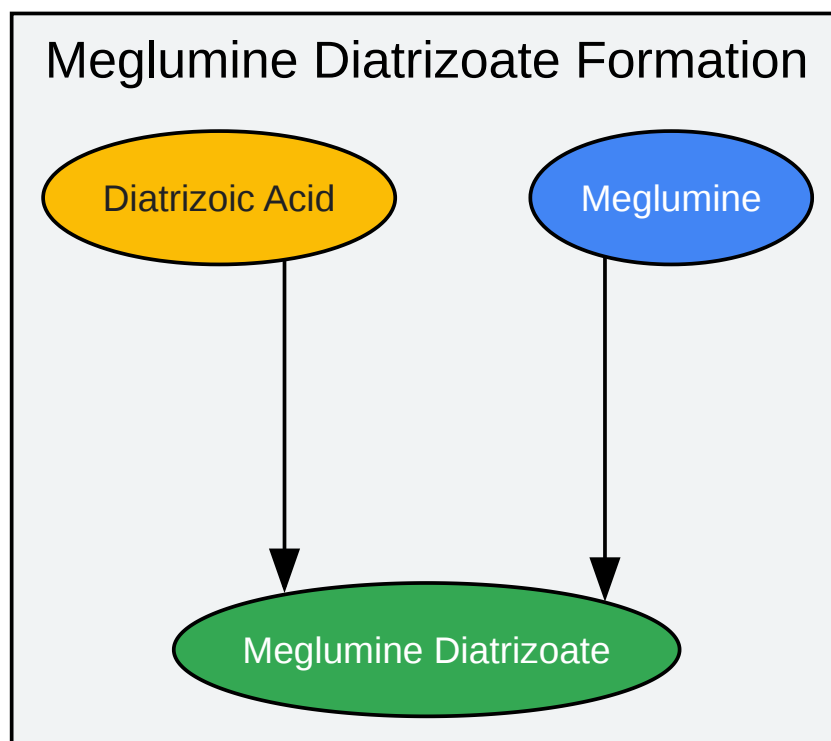 Meglumine Diatrizoate Formation
Diatrizoic Acid
Meglumine
Meglumine Diatrizoate